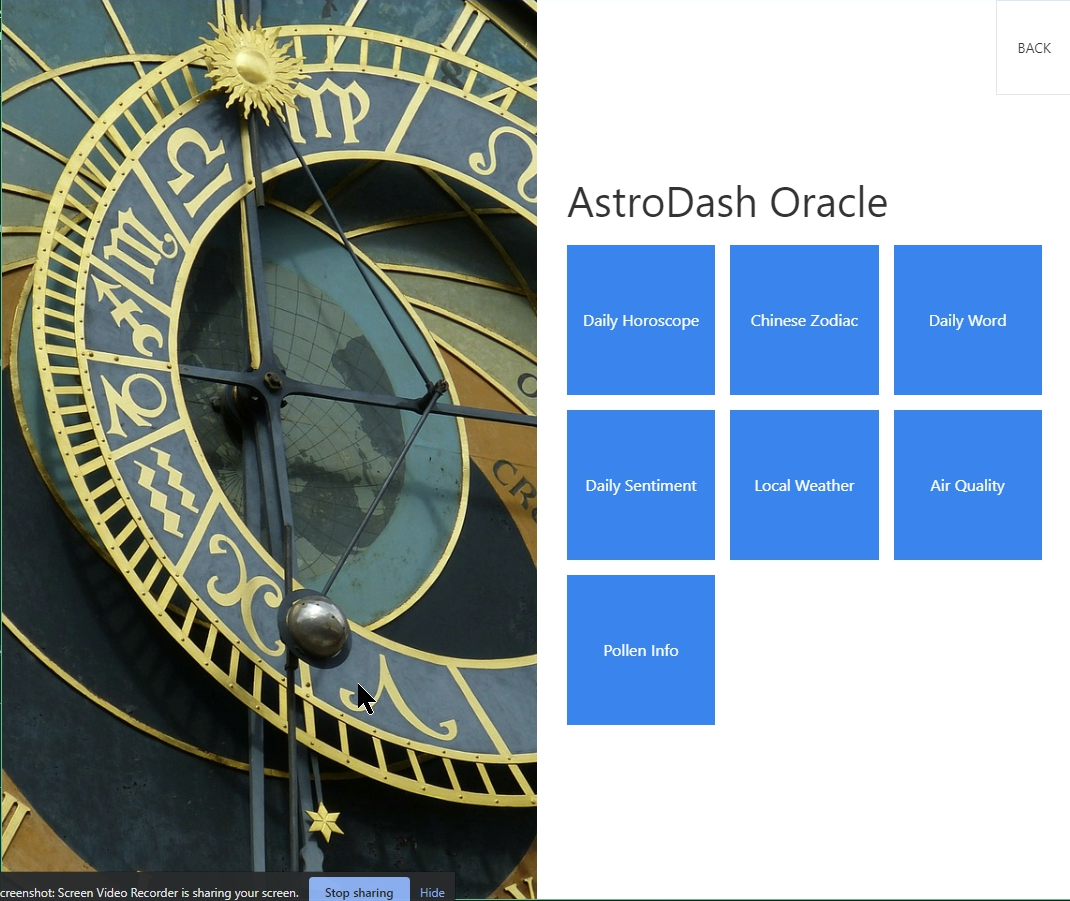 BACK
AstroDash Oracle
Daily Horoscope
Chinese Zodiac
Daily Word
Daily Sentiment
Local Weather
Air Quality
Pollen Info
creenshot: Screen Video Recorder is sharing your screen.
Stop sharing
Hide